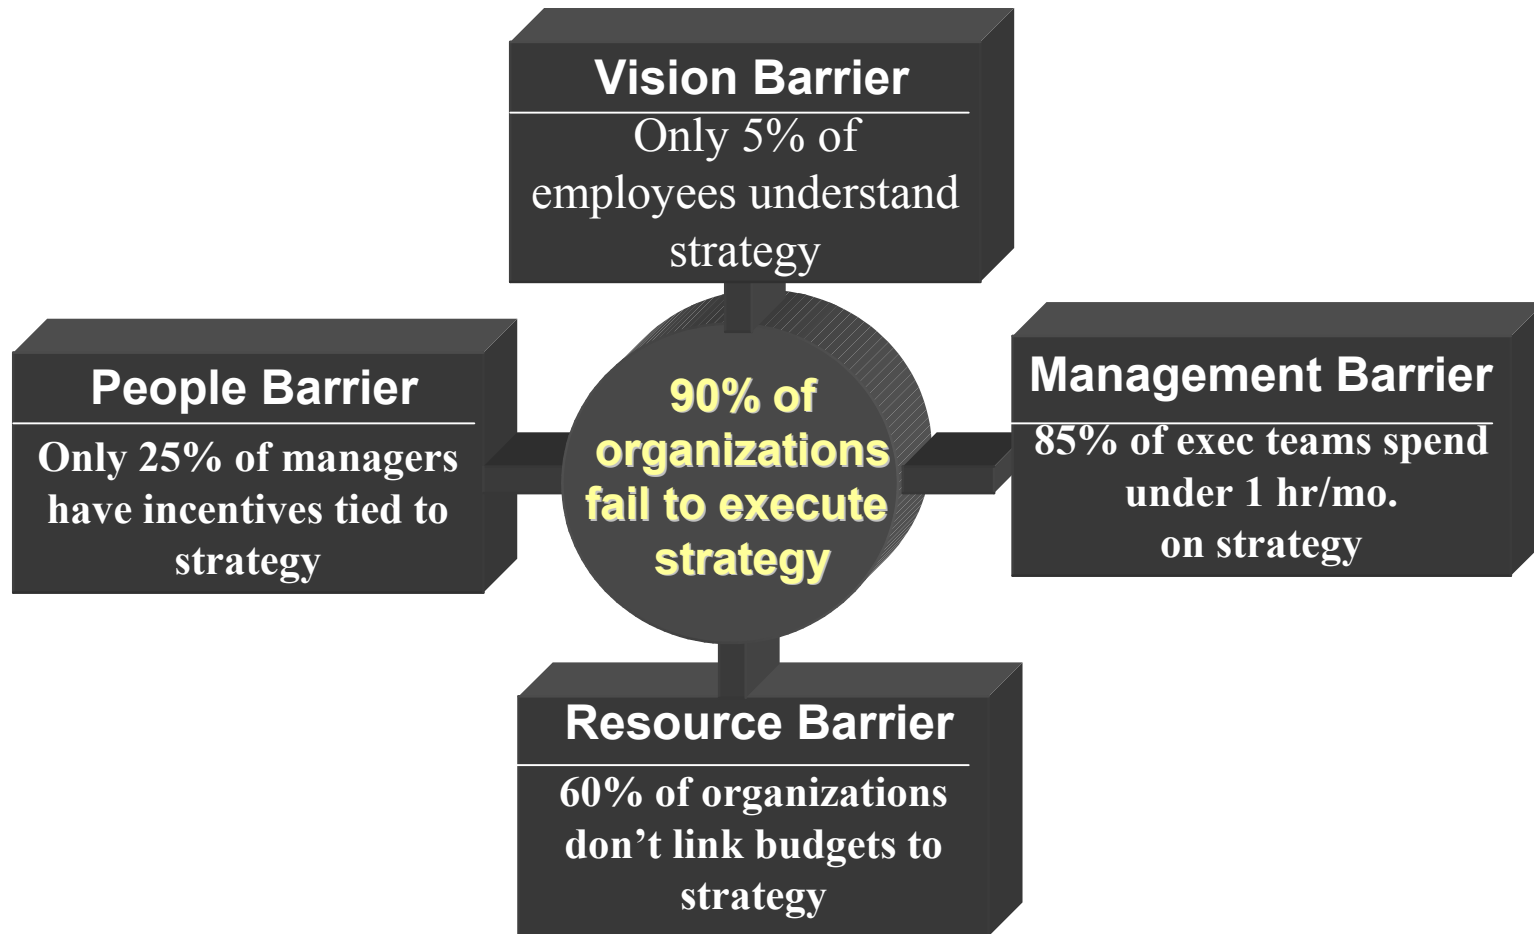 Vision Barrier
Only 5% of
employees understand
strategy
People Barrier
Only 25% of managers
have incentives tied to
strategy
90% of
organizations
fail to execute
strategy
Management Barrier
85% of exec teams spend
under 1 hr/mo.
on strategy
Resource Barrier
60% of organizations
don’t link budgets to
strategy